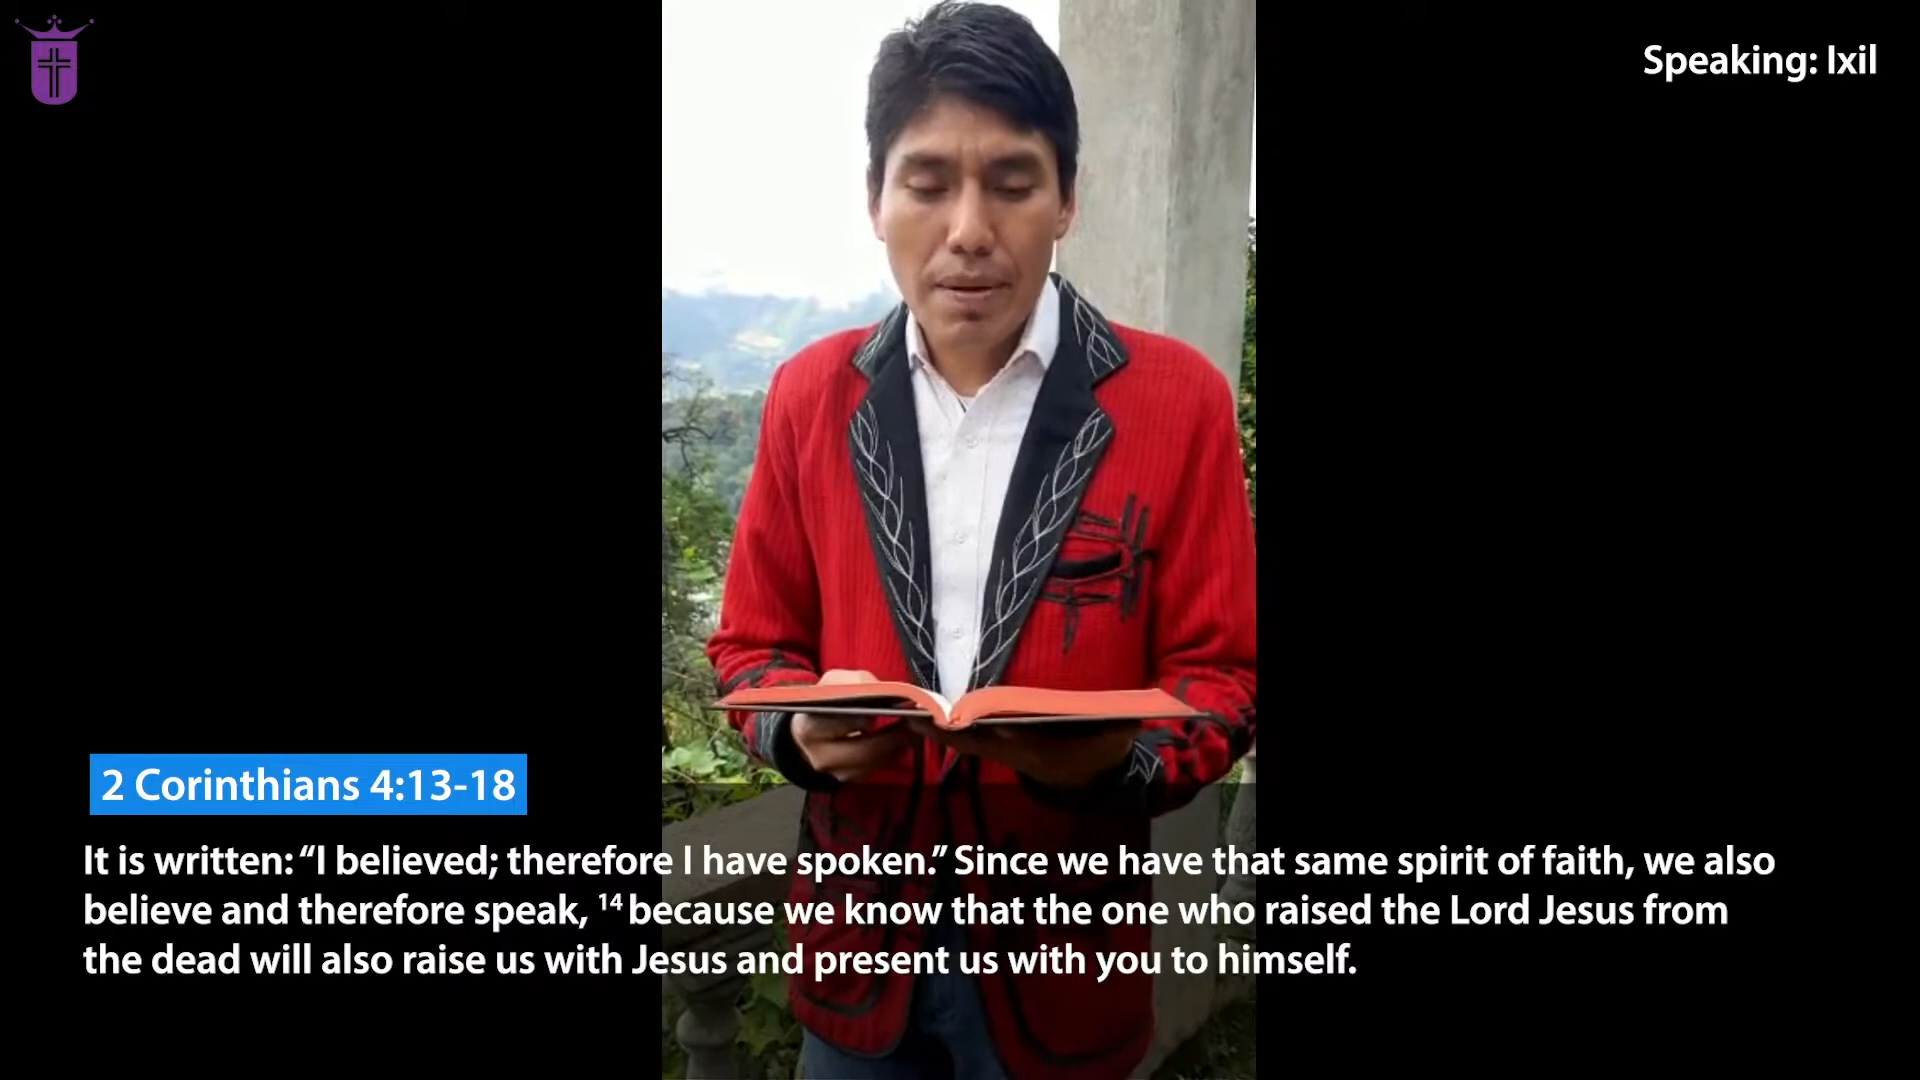 Speaking: Ixil
2 Corinthians 4:13-18
It is written: “I believed; therefore I have spoken.” Since we have that same spirit of faith, we also
believe and therefore speak, 14 because we know that the one who raised the Lord Jesus from
the dead will also raise us with Jesus and present us with you to himself.